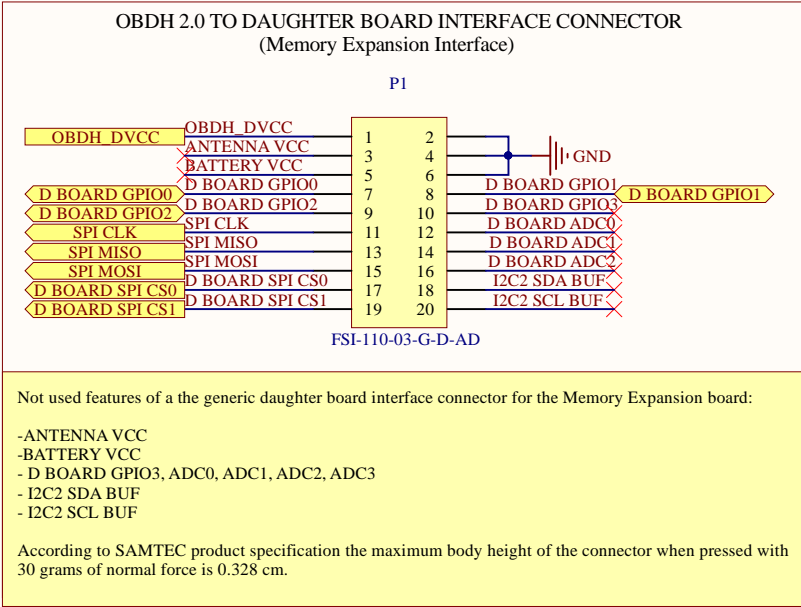 OBDH 2.0 TO DAUGHTER BOARD INTERFACE CONNECTOR
(Memory Expansion Interface)
P1
OBDH_DVCC OBDH_DVCC 1 2
ANTENNA VCC 3 4 GND
BATTERY VCC 5 6
D BOARD GPIO0 D BOARD GPIO0 7 8 D BOARD GPIO1 D BOARD GPIO1
D BOARD GPIO2 D BOARD GPIO2 9 10 D BOARD GPIO3
SPI CLK SPI CLK 11 12 D BOARD ADC0
SPI MISO SPI MISO 13 14 D BOARD ADC1
SPI MOSI SPI MOSI 15 16 D BOARD ADC2
D BOARD SPI CS0 D BOARD SPI CS0 17 18 I2C2 SDA BUF
D BOARD SPI CS1 D BOARD SPI CS1 19 20 I2C2 SCL BUF
FSI-110-03-G-D-AD
Not used features of a the generic daughter board interface connector for the Memory Expansion board:
-ANTENNA VCC
-BATTERY VCC
- D BOARD GPIO3, ADC0, ADC1, ADC2, ADC3
- I2C2 SDA BUF
- I2C2 SCL BUF
According to SAMTEC product specification the maximum body height of the connector when pressed with
30 grams of normal force is 0.328 cm.